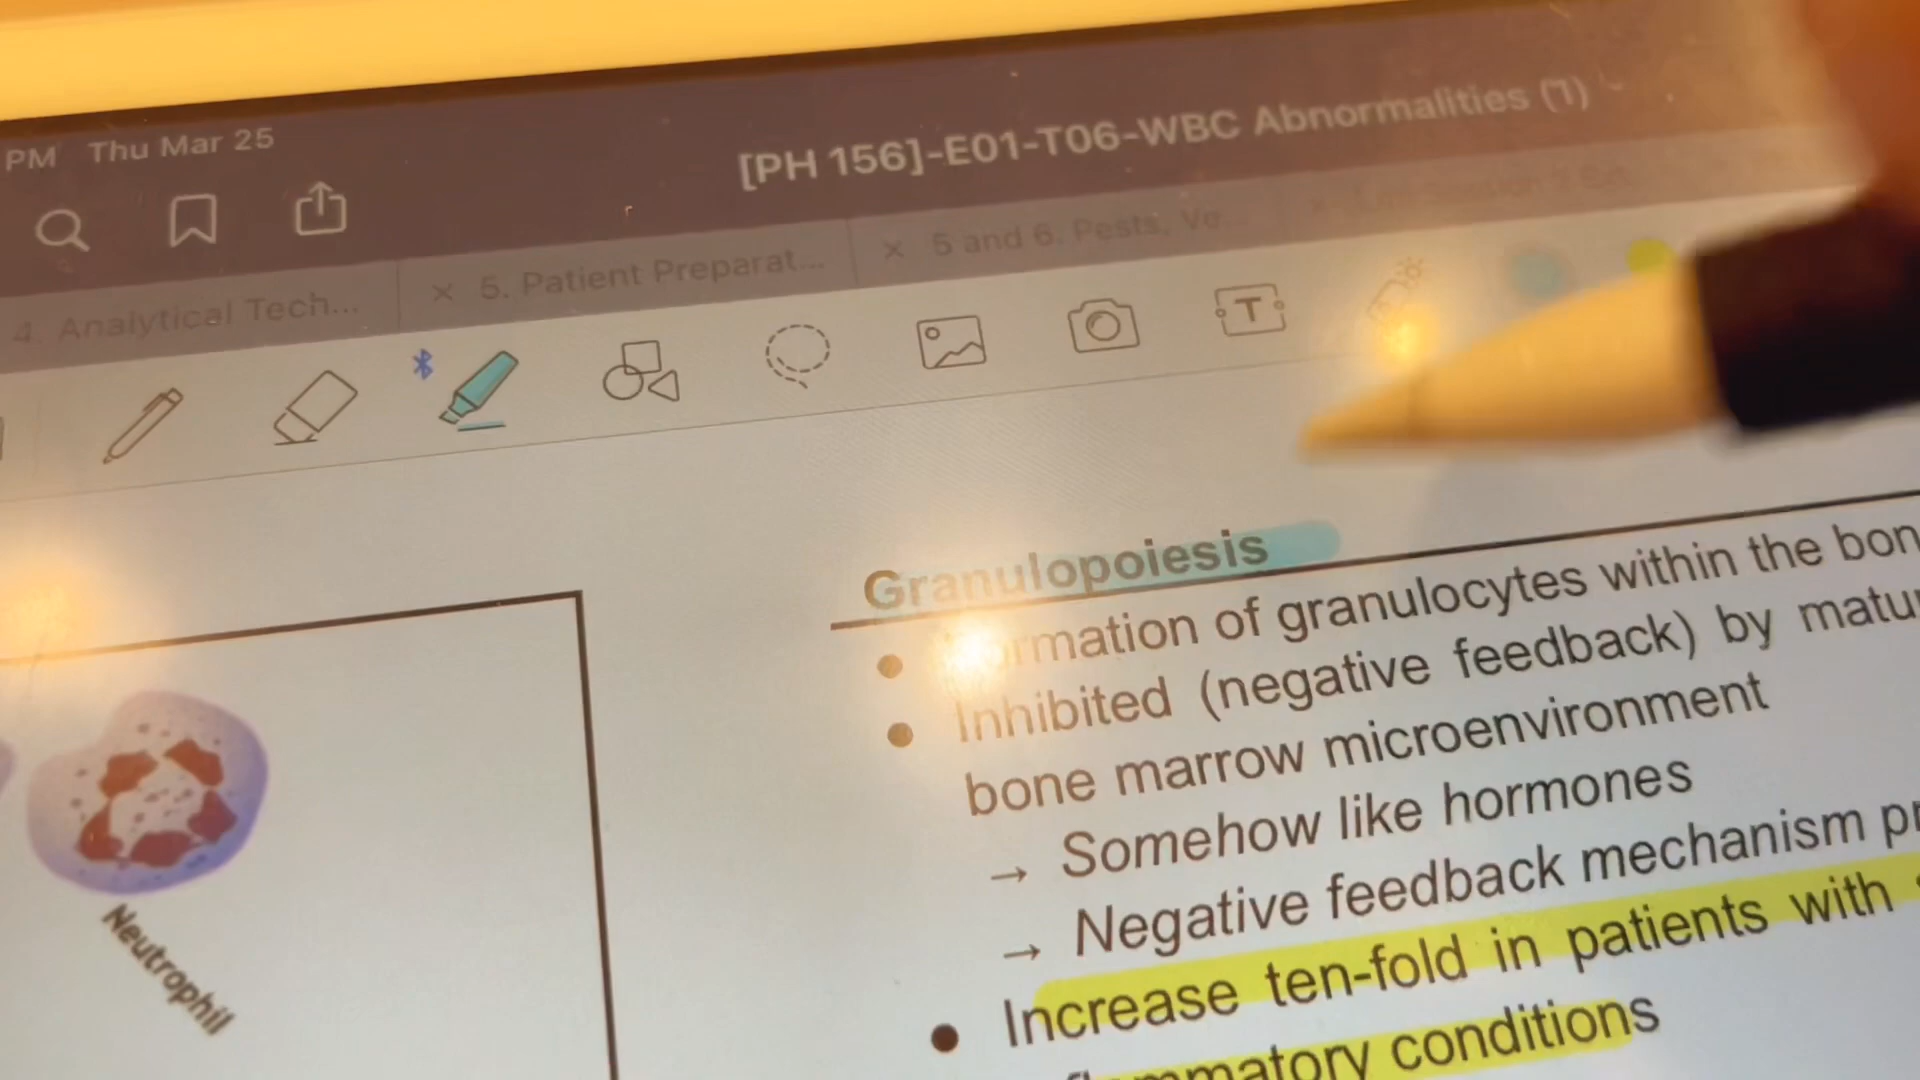 PM Thu Mar 25
[PH 156]-E01-T06-WBC Abnormalities (1)
4. Analytical Tech...
× 5. Patient Preparat...
× 5 and 6. Pests, Ve...
T
Granulopoiesis
rmation of granulocytes within the bon
Inhibited (negative feedback) by matu
bone marrow microenvironment
→ Somehow like hormones
→ Negative feedback mechanism pr
• Increase ten-fold in patients with
mmatory conditions
Neutrophil